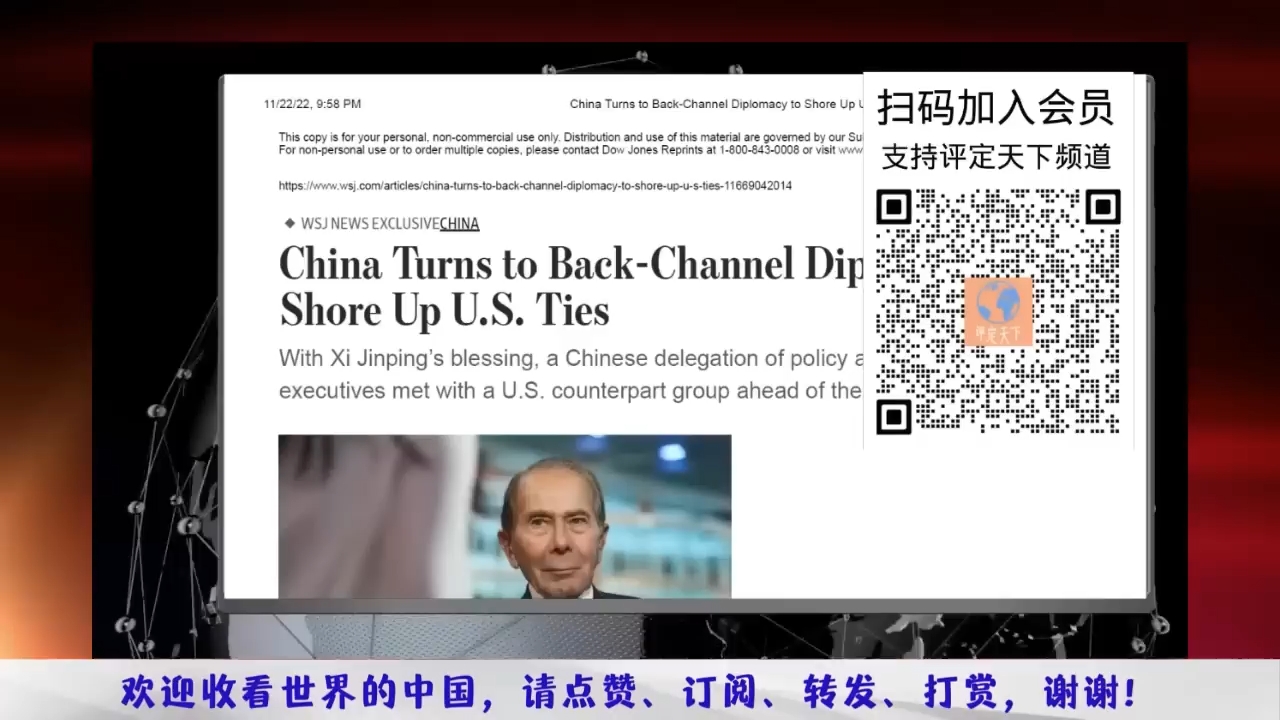 11/22/22, 9:58 PM
China Turns to Back-Channel Diplomacy to Shore Up U
This copy is for your personal, non-commercial use only. Distribution and use of this material are governed by our Su
For non-personal use or to order multiple copies, please contact Dow Jones Reprints at 1-800-843-0008 or visit www
https://www.wsj.com/articles/china-turns-to-back-channel-diplomacy-to-shore-up-u-s-ties-11669042014
◆ WSJ NEWS EXCLUSIVECHINA
China Turns to Back-Channel Dip
Shore Up U.S. Ties
With Xi Jinping’s blessing, a Chinese delegation of policy a
executives met with a U.S. counterpart group ahead of the
扫码加入会员
支持评定天下频道
评定天下
欢迎收看世界的中国，请点赞、订阅、转发、打赏，谢谢！